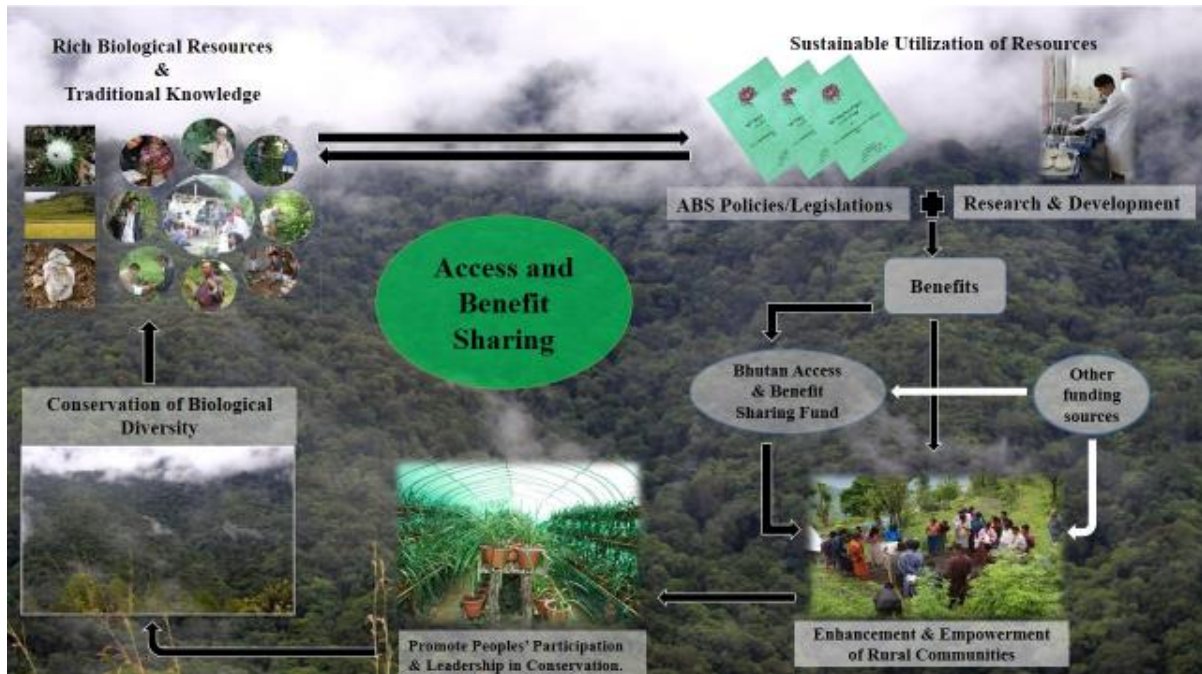 Rich Biological Resources
&
Traditional Knowledge
Sustainable Utilization of Resources
ABS Policies/Legislations
Research & Development
Access and
Benefit
Sharing
Benefits
Bhutan Access
& Benefit
Sharing Fund
Other
funding
sources
Conservation of Biological
Diversity
Promote Peoples' Participation
& Leadership in Conservation.
Enhancement & Empowerment
of Rural Communities